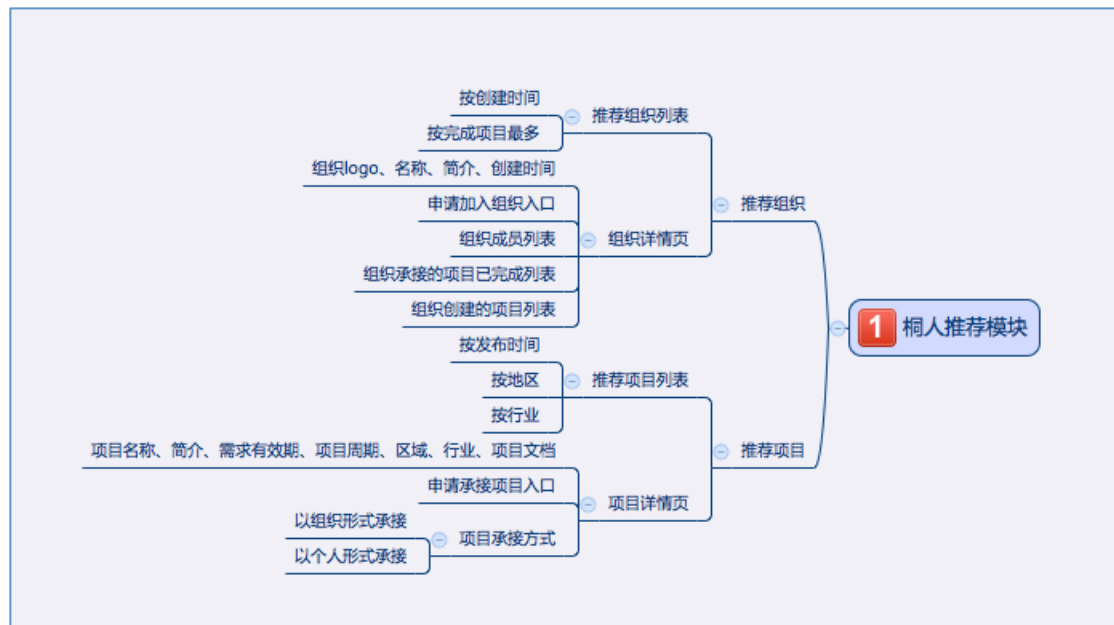 按创建时间
推荐组织列表
按完成项目最多
组织logo、名称、简介、创建时间
申请加入组织入口
推荐组织
组织成员列表
组织详情页
组织承接的项目已完成列表
组织创建的项目列表
1 桐人推荐模块
按发布时间
按地区
推荐项目列表
按行业
项目名称、简介、需求有效期、项目周期、区域、行业、项目文档
推荐项目
申请承接项目入口
项目详情页
以组织形式承接
项目承接方式
以个人形式承接